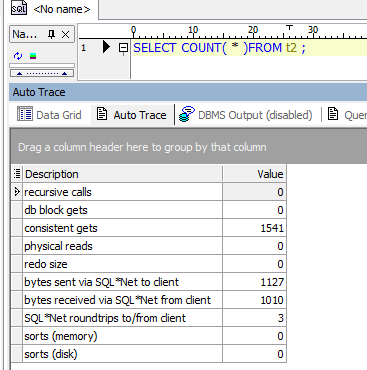 SQL <No name>
Na...
0 10 20 30
1 SELECT COUNT( * )FROM t2 ;
Auto Trace
Data Grid Auto Trace DBMS Output (disabled) Quer
Drag a column header here to group by that column
Description Value
recursive calls 0
db block gets 0
consistent gets 1541
physical reads 0
redo size 0
bytes sent via SQL*Net to client 1127
bytes received via SQL*Net from client 1010
SQL*Net roundtrips to/from client 3
sorts (memory) 0
sorts (disk) 0